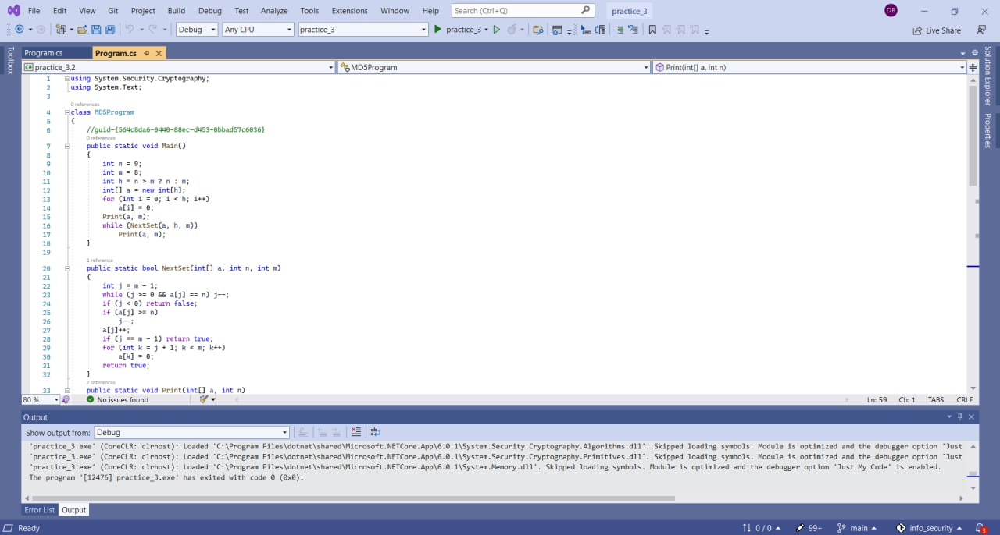 File Edit View Git Project Build Debug Test Analyze Tools Extensions Window Help Search (Ctrl+Q) practice_3 DB
Debug Any CPU practice_3 practice_3 Live Share
Toolbox
Program.cs Program.cs
practice_3.2 MD5Program Print(int[] a, int n)
1 using System.Security.Cryptography;
2 using System.Text;
3
0 references
4 class MD5Program
5 {
6 //guid-{564c8da6-0440-88ec-d453-0bbad57c6036}
0 references
7 public static void Main()
8 {
9 int n = 9;
10 int m = 8;
11 int h = n > m ? n : m;
12 int[] a = new int[h];
13 for (int i = 0; i < h; i++)
14 a[i] = 0;
15 Print(a, m);
16 while (NextSet(a, h, m))
17 Print(a, m);
18 }
19
1 reference
20 public static bool NextSet(int[] a, int n, int m)
21 {
22 int j = m - 1;
23 while (j >= 0 && a[j] == n) j--;
24 if (j < 0) return false;
25 if (a[j] >= n)
26 j--;
27 a[j]++;
28 if (j == m - 1) return true;
29 for (int k = j + 1; k < m; k++)
30 a[k] = 0;
31 return true;
32 }
2 references
33 public static void Print(int[] a, int n)
80 % No issues found Ln: 59 Ch: 1 TABS CRLF
Solution Explorer
Properties
Output
Show output from: Debug
'practice_3.exe' (CoreCLR: clrhost): Loaded 'C:\Program Files\dotnet\shared\Microsoft.NETCore.App\6.0.1\System.Security.Cryptography.Algorithms.dll'. Skipped loading symbols. Module is optimized and the debugger option 'Just
'practice_3.exe' (CoreCLR: clrhost): Loaded 'C:\Program Files\dotnet\shared\Microsoft.NETCore.App\6.0.1\System.Security.Cryptography.Primitives.dll'. Skipped loading symbols. Module is optimized and the debugger option 'Just
'practice_3.exe' (CoreCLR: clrhost): Loaded 'C:\Program Files\dotnet\shared\Microsoft.NETCore.App\6.0.1\System.Memory.dll'. Skipped loading symbols. Module is optimized and the debugger option 'Just My Code' is enabled.
The program '[12476] practice_3.exe' has exited with code 0 (0x0).
Error List Output
Ready 0 / 0 99+ main info_security 3